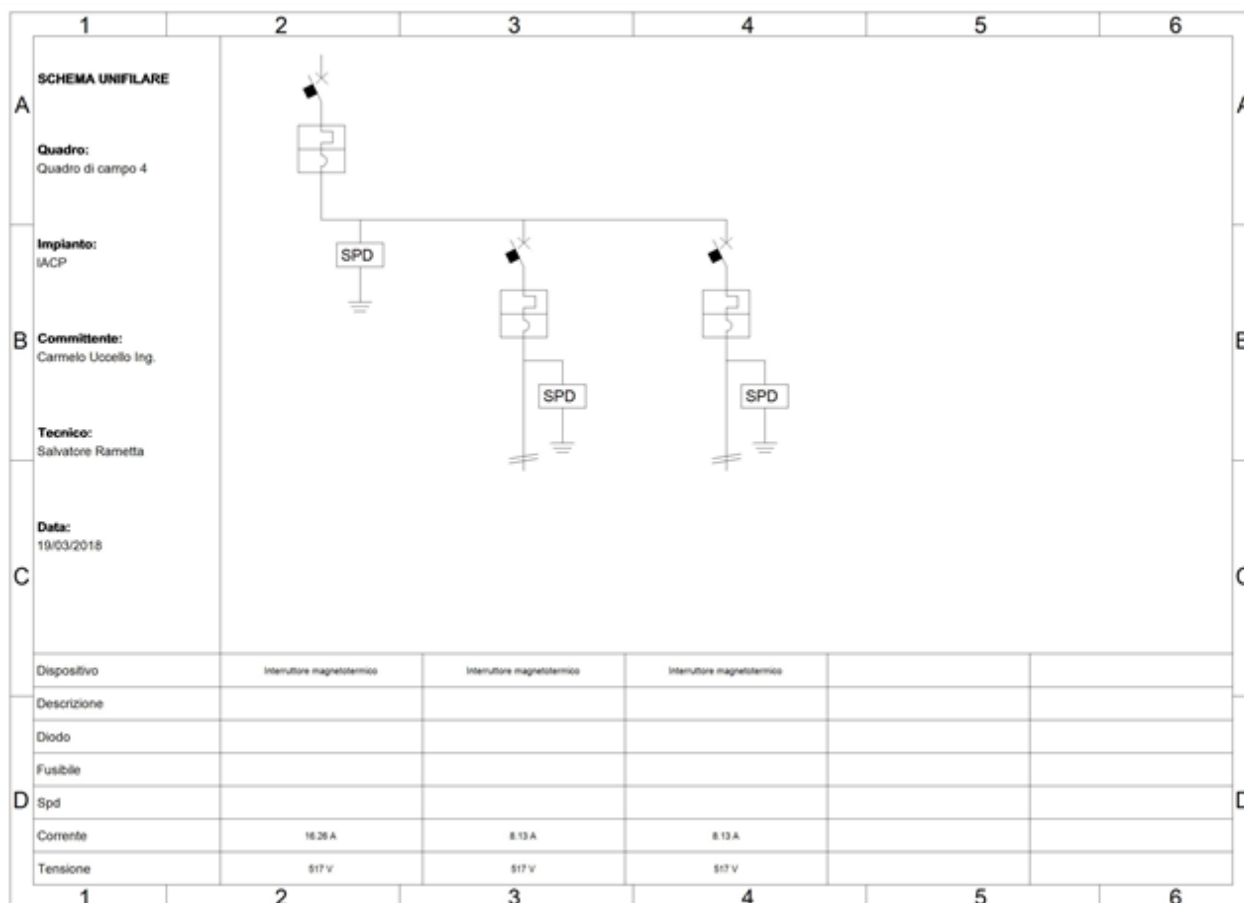 1 2 3 4 5 6
SCHEMA UNIFILARE
A A
Quadro:
Quadro di campo 4
Impianto:
IACP
SPD
B B
Committente:
Carmelo Uccello Ing.
SPD SPD
Tecnico:
Salvatore Rametta
Data:
19/03/2018
C C
Dispositivo Interruttore magnetotermico Interruttore magnetotermico Interruttore magnetotermico
Descrizione
Diodo
Fusibile
D Spd D
Corrente 16.26 A 8.13 A 8.13 A
Tensione 517 V 517 V 517 V
1 2 3 4 5 6